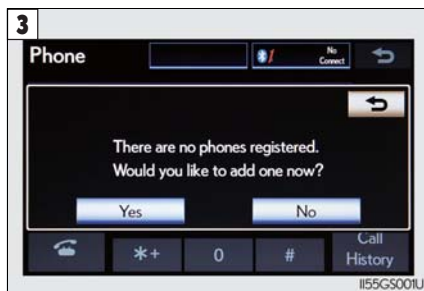 3
Phone
No
Connect
There are no phones registered.
Would you like to add one now?
Yes
No
*+
0
#
Call
History
II55GS001U